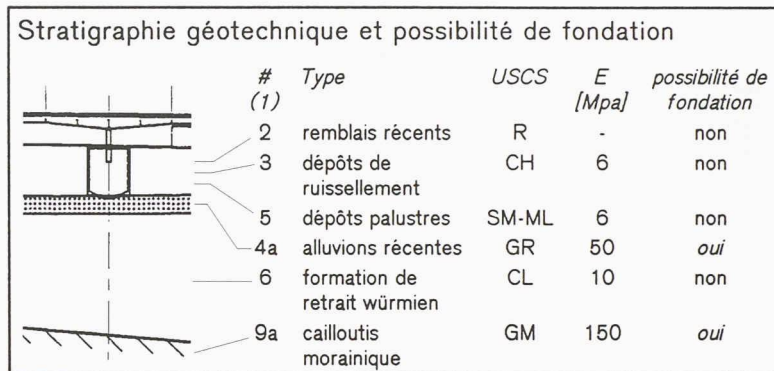 Stratigraphie géotechnique et possibilité de fondation
# Type USCS E possibilité de
(1) [Mpa] fondation
2 remblais récents R - non
3 dépôts de CH 6 non
ruissellement
5 dépôts palustres SM-ML 6 non
4a alluvions récentes GR 50 oui
6 formation de CL 10 non
retrait würmien
9a cailloutis GM 150 oui
morainique